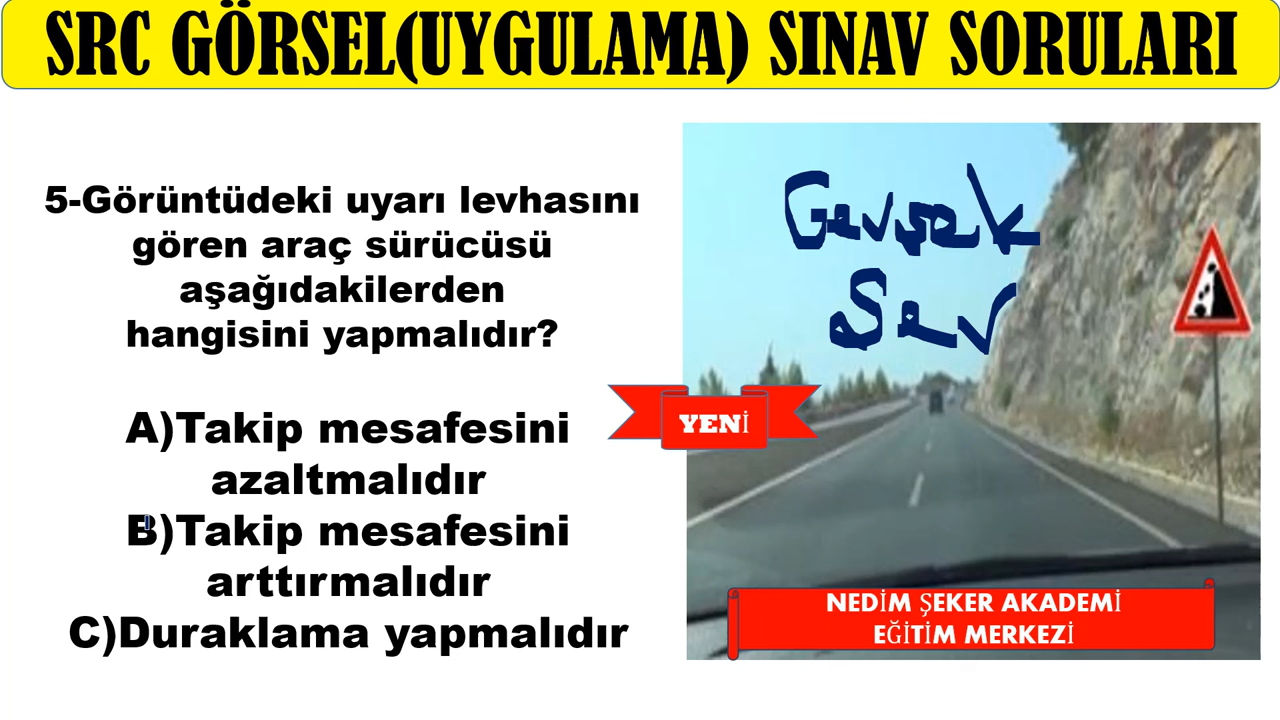 SRC GÖRSEL(UYGULAMA) SINAV SORULARI
5-Görüntüdeki uyarı levhasını
gören araç sürücüsü
aşağıdakilerden
hangisini yapmalıdır?
A)Takip mesafesini
azaltmalıdır
B)Takip mesafesini
arttırmalıdır
C)Duraklama yapmalıdır
Gevşek
Sev
YENİ
NEDİM ŞEKER AKADEMİ
EĞİTİM MERKEZİ